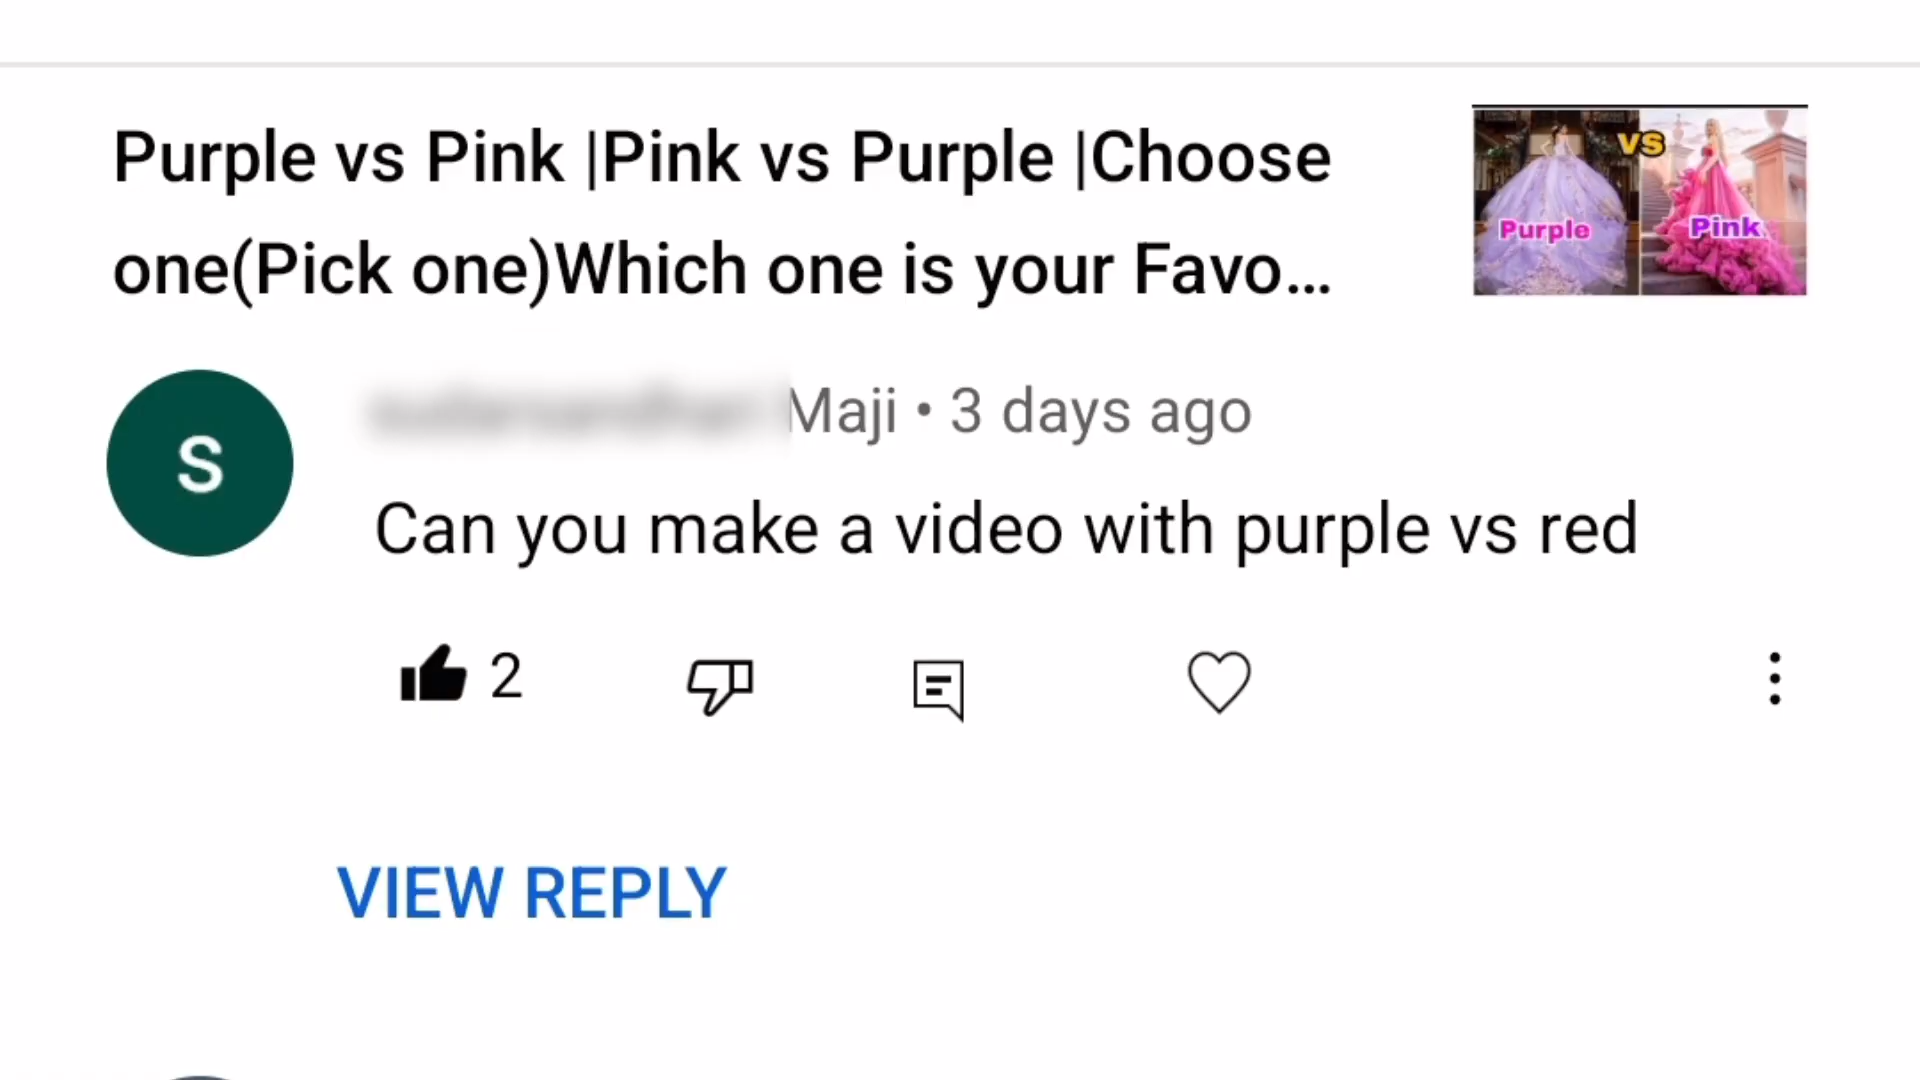 Purple vs Pink |Pink vs Purple |Choose
one(Pick one)Which one is your Favo...
VS
Purple
Pink
S
Maji • 3 days ago
Can you make a video with purple vs red
2
VIEW REPLY